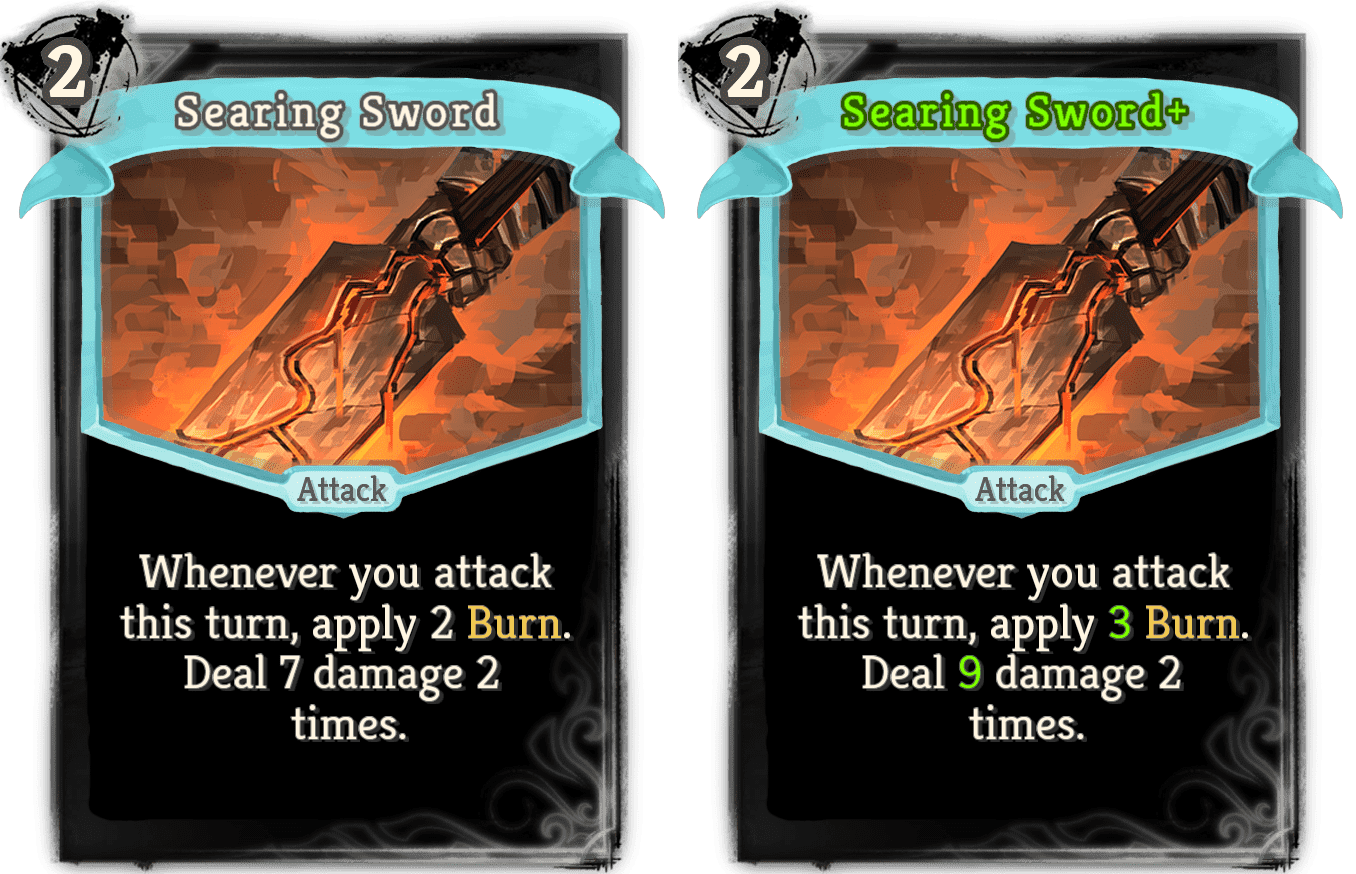 2
Searing Sword
Attack
Whenever you attack
this turn, apply 2 Burn.
Deal 7 damage 2
times.
2
Searing Sword+
Attack
Whenever you attack
this turn, apply 3 Burn.
Deal 9 damage 2
times.